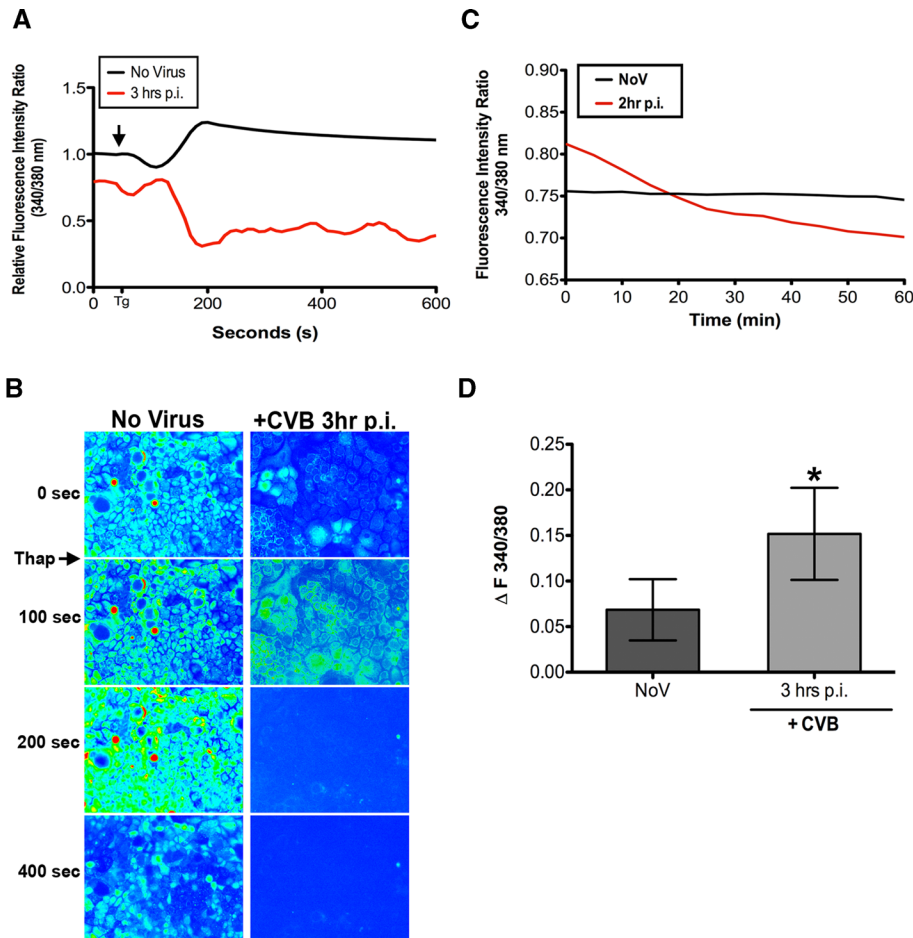 A
No Virus
3 hrs p.i.
Relative Fluorescence Intensity Ratio
(340/380 nm)
1.5
1.0
0.5
0.0
0
Tg
200
400
600
Seconds (s)
B
No Virus
+CVB 3hr p.i.
0 sec
Thap
100 sec
200 sec
400 sec
C
NoV
2hr p.i.
Fluorescence Intensity Ratio
340/380 nm
0.90
0.85
0.80
0.75
0.70
0.65
0
10
20
30
40
50
60
Time (min)
D
Δ F 340/380
0.25
0.20
0.15
0.10
0.05
0.00
*
NoV
3 hrs p.i.
+ CVB